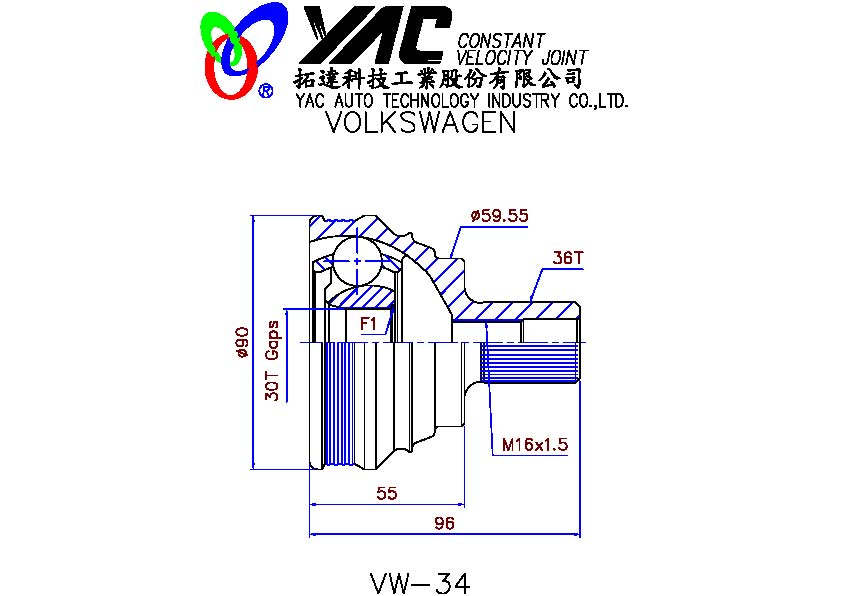 YAC CONSTANT
VELOCITY JOINT
®
拓達科技工業股份有限公司
YAC AUTO TECHNOLOGY INDUSTRY CO.,LTD.
VOLKSWAGEN
ø59.55
36T
F1
ø90
30T Gaps
M16x1.5
55
96
VW-34